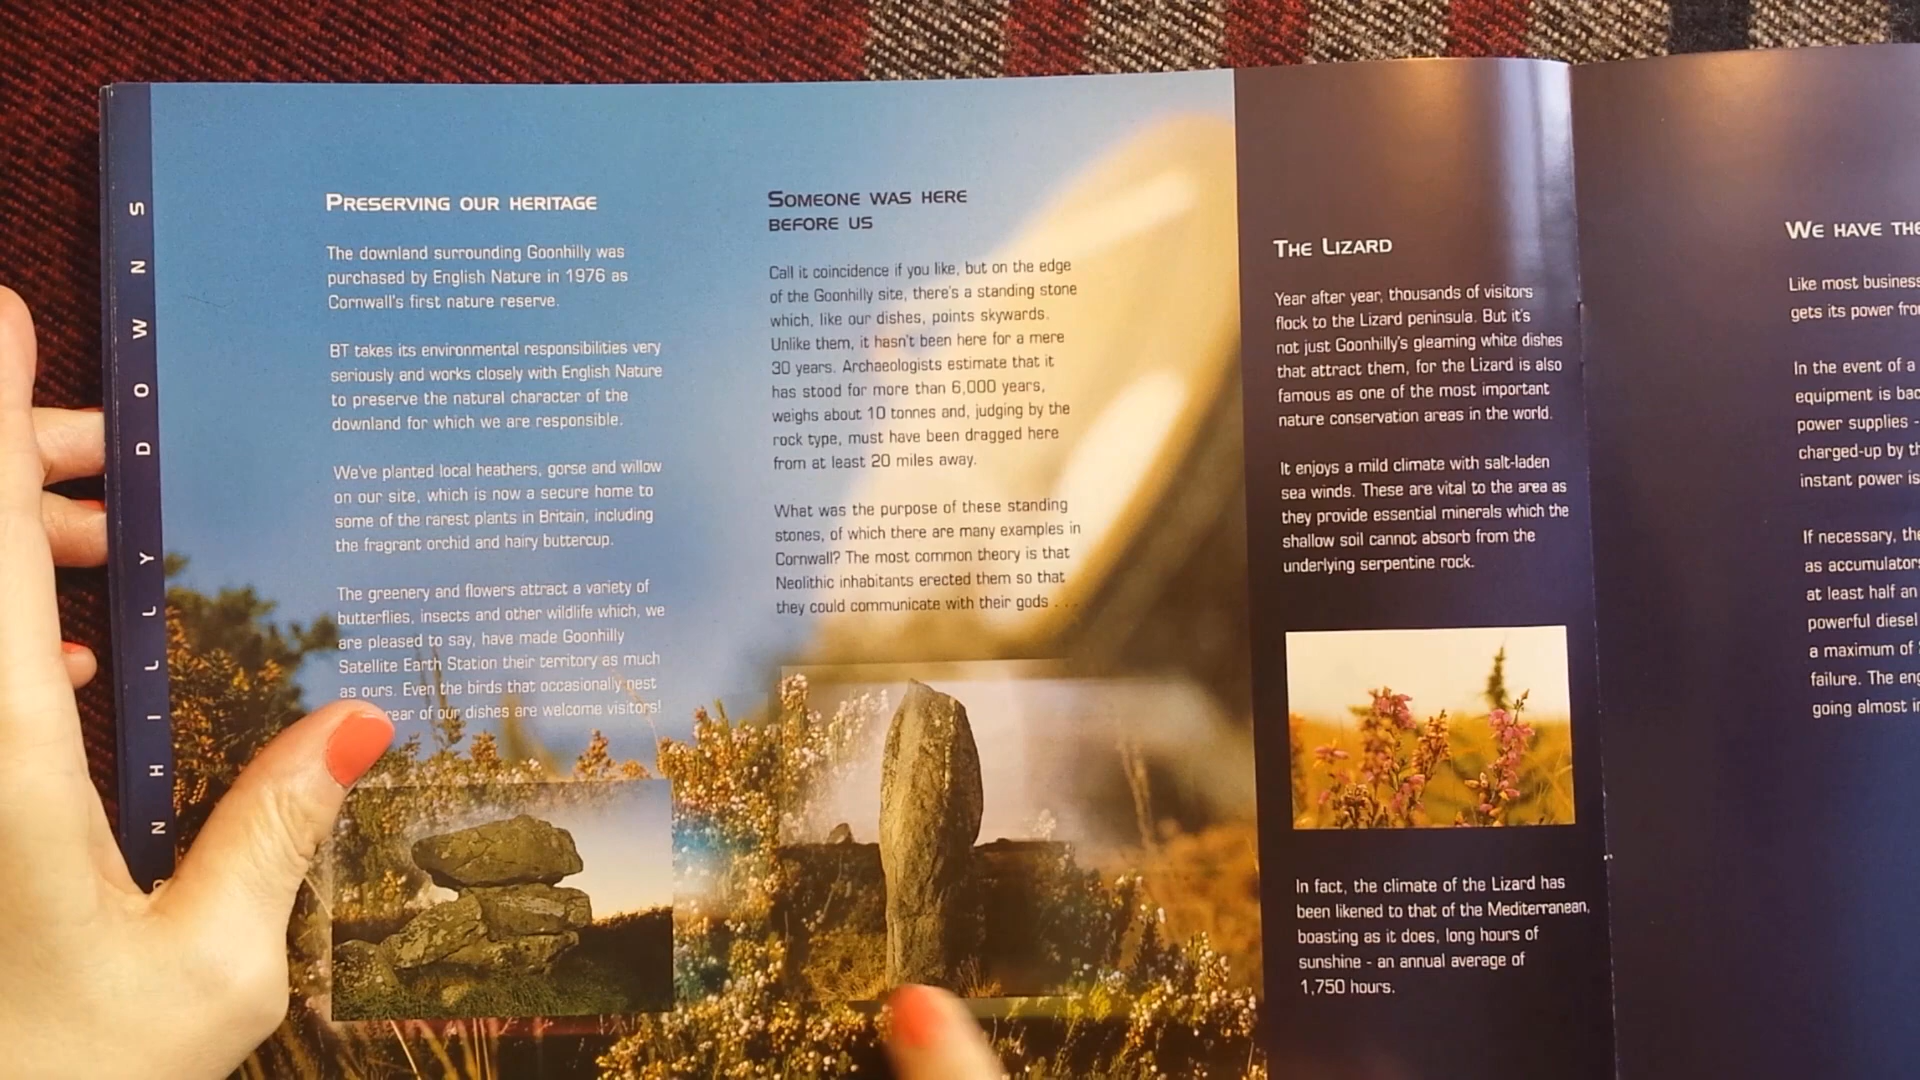 GOONHILLY DOWNS
PRESERVING OUR HERITAGE
The downland surrounding Goonhilly was
purchased by English Nature in 1976 as
Cornwall's first nature reserve.
BT takes its environmental responsibilities very
seriously and works closely with English Nature
to preserve the natural character of the
downland for which we are responsible.
We've planted local heathers, gorse and willow
on our site, which is now a secure home to
some of the rarest plants in Britain, including
the fragrant orchid and hairy buttercup.
The greenery and flowers attract a variety of
butterflies, insects and other wildlife which, we
are pleased to say, have made Goonhilly
Satellite Earth Station their territory as much
as ours. Even the birds that occasionally nest
rear of our dishes are welcome visitors!
SOMEONE WAS HERE
BEFORE US
Call it coincidence if you like, but on the edge
of the Goonhilly site, there's a standing stone
which, like our dishes, points skywards.
Unlike them, it hasn't been here for a mere
30 years. Archaeologists estimate that it
has stood for more than 6,000 years,
weighs about 10 tonnes and, judging by the
rock type, must have been dragged here
from at least 20 miles away.
What was the purpose of these standing
stones, of which there are many examples in
Cornwall? The most common theory is that
Neolithic inhabitants erected them so that
they could communicate with their gods . . .
THE LIZARD
Year after year, thousands of visitors
flock to the Lizard peninsula. But it's
not just Goonhilly's gleaming white dishes
that attract them, for the Lizard is also
famous as one of the most important
nature conservation areas in the world.
It enjoys a mild climate with salt-laden
sea winds. These are vital to the area as
they provide essential minerals which the
shallow soil cannot absorb from the
underlying serpentine rock.
In fact, the climate of the Lizard has
been likened to that of the Mediterranean,
boasting as it does, long hours of
sunshine - an annual average of
1,750 hours.
WE HAVE THE
Like most business
gets its power from
In the event of a
equipment is bac
power supplies -
charged-up by th
instant power is
If necessary, the
as accumulators
at least half an
powerful diesel
a maximum of
failure. The eng
going almost in